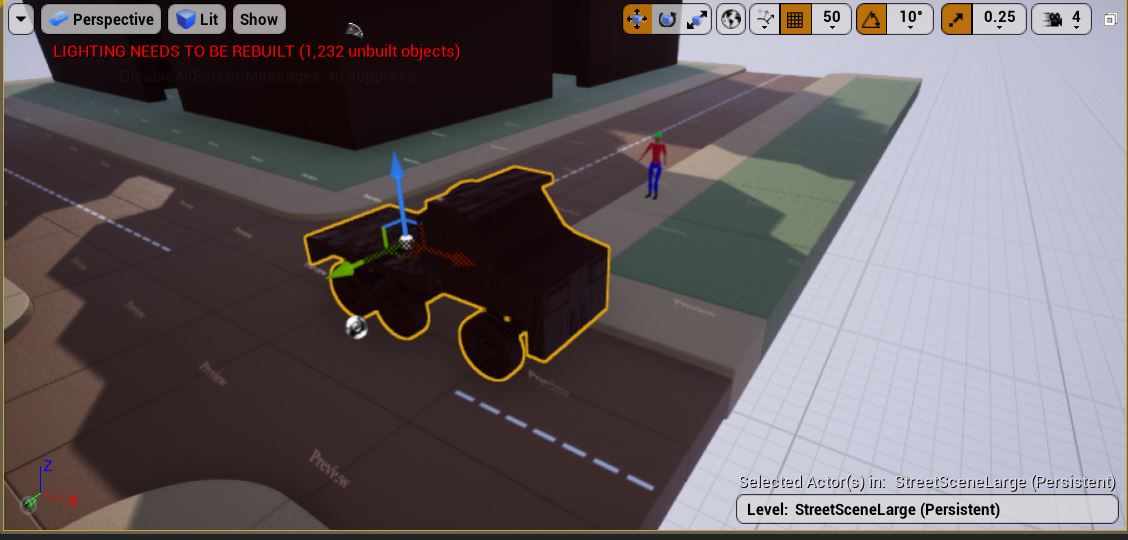 Perspective Lit Show 50 10° 0.25 4
LIGHTING NEEDS TO BE REBUILT (1,232 unbuilt objects)
'DisableAllScreenMessages' to suppress
Preview
Preview
Preview
Preview
Z
X
Selected Actor(s) in: StreetSceneLarge (Persistent)
Level: StreetSceneLarge (Persistent)